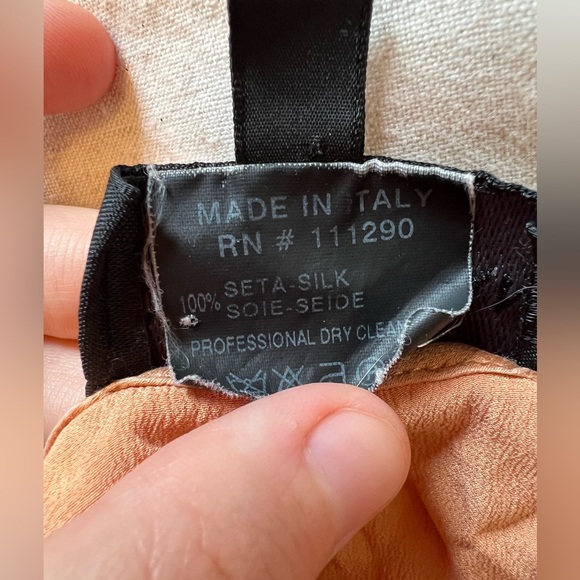 MADE IN ITALY
RN # 111290
100% SETA-SILK
SOIE-SEIDE
PROFESSIONAL DRY CLEAN